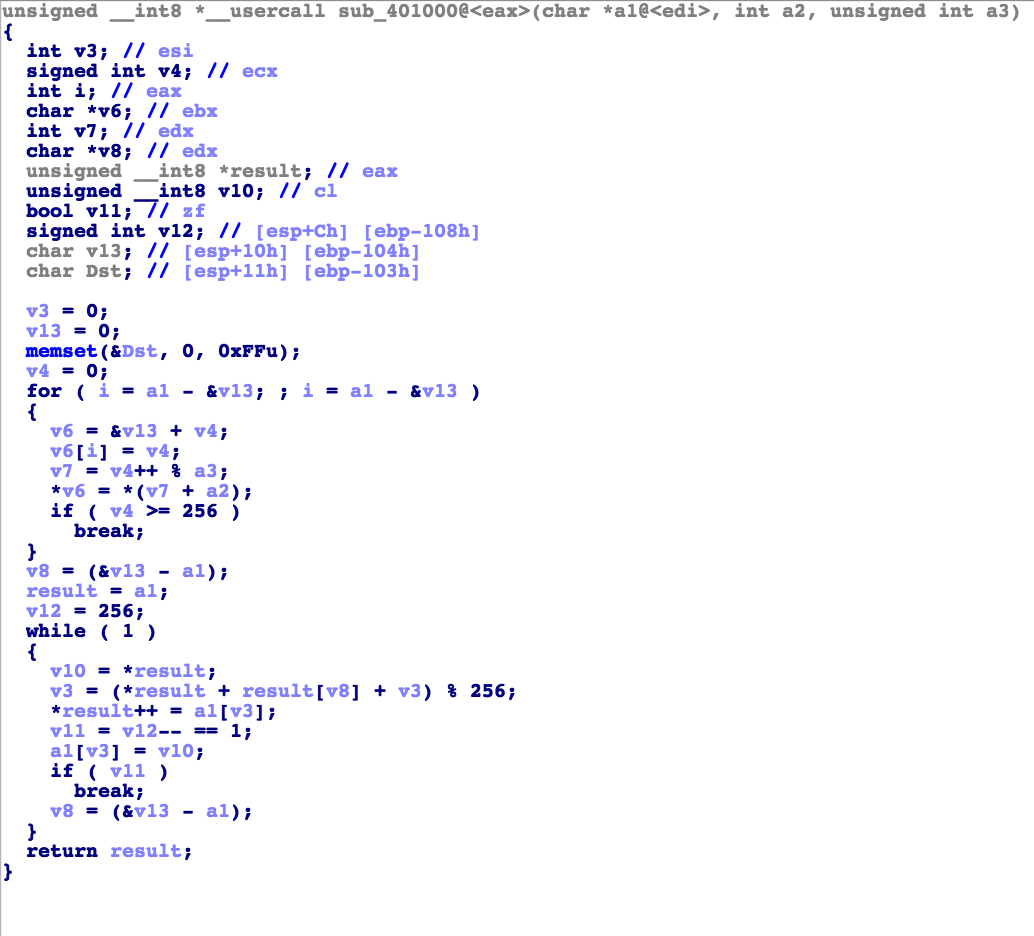 unsigned __int8 *__usercall sub_401000@<eax>(char *a1@<edi>, int a2, unsigned int a3)
{
  int v3; // esi
  signed int v4; // ecx
  int i; // eax
  char *v6; // ebx
  int v7; // edx
  char *v8; // edx
  unsigned __int8 *result; // eax
  unsigned __int8 v10; // cl
  bool v11; // zf
  signed int v12; // [esp+Ch] [ebp-108h]
  char v13; // [esp+10h] [ebp-104h]
  char Dst; // [esp+11h] [ebp-103h]

  v3 = 0;
  v13 = 0;
  memset(&Dst, 0, 0xFFu);
  v4 = 0;
  for ( i = a1 - &v13; ; i = a1 - &v13 )
  {
    v6 = &v13 + v4;
    v6[i] = v4;
    v7 = v4++ % a3;
    *v6 = *(v7 + a2);
    if ( v4 >= 256 )
      break;
  }
  v8 = (&v13 - a1);
  result = a1;
  v12 = 256;
  while ( 1 )
  {
    v10 = *result;
    v3 = (*result + result[v8] + v3) % 256;
    *result++ = a1[v3];
    v11 = v12-- == 1;
    a1[v3] = v10;
    if ( v11 )
      break;
    v8 = (&v13 - a1);
  }
  return result;
}